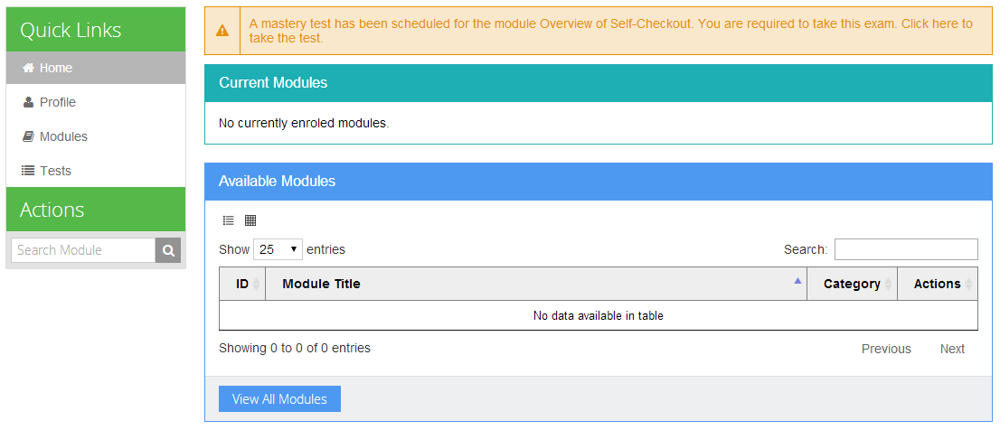 Quick Links
Home
Profile
Modules
Tests
Actions
Search Module
A mastery test has been scheduled for the module Overview of Self-Checkout. You are required to take this exam. Click here to
take the test.
Current Modules
No currently enroled modules.
Available Modules
Show 25 entries Search:
ID Module Title Category Actions
No data available in table
Showing 0 to 0 of 0 entries Previous Next
View All Modules